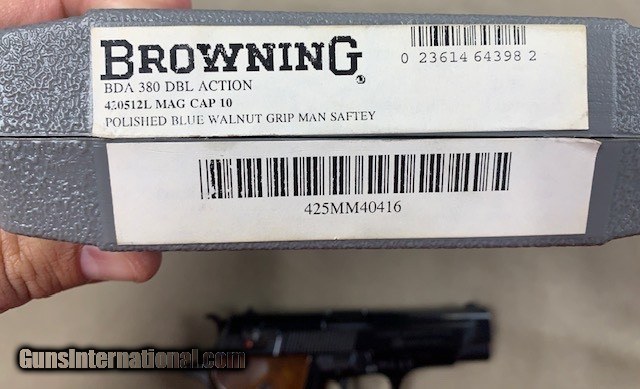 BROWNING
BDA 380 DBL ACTION
420512L MAG CAP 10
POLISHED BLUE WALNUT GRIP MAN SAFTEY
0 23614 64398 2
425MM40416
GunsInternational.com